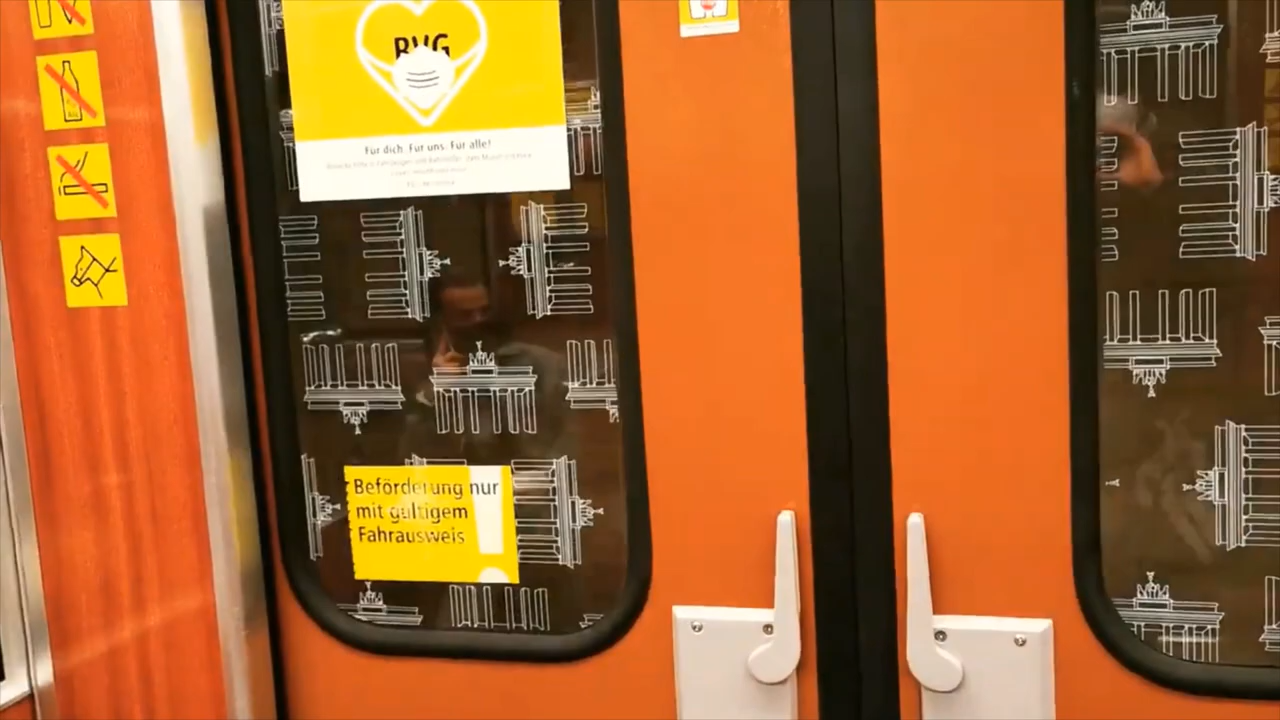 BVG
Für dich. Für uns. Für alle!
Beförderung nur
mit gültigem
Fahrausweis